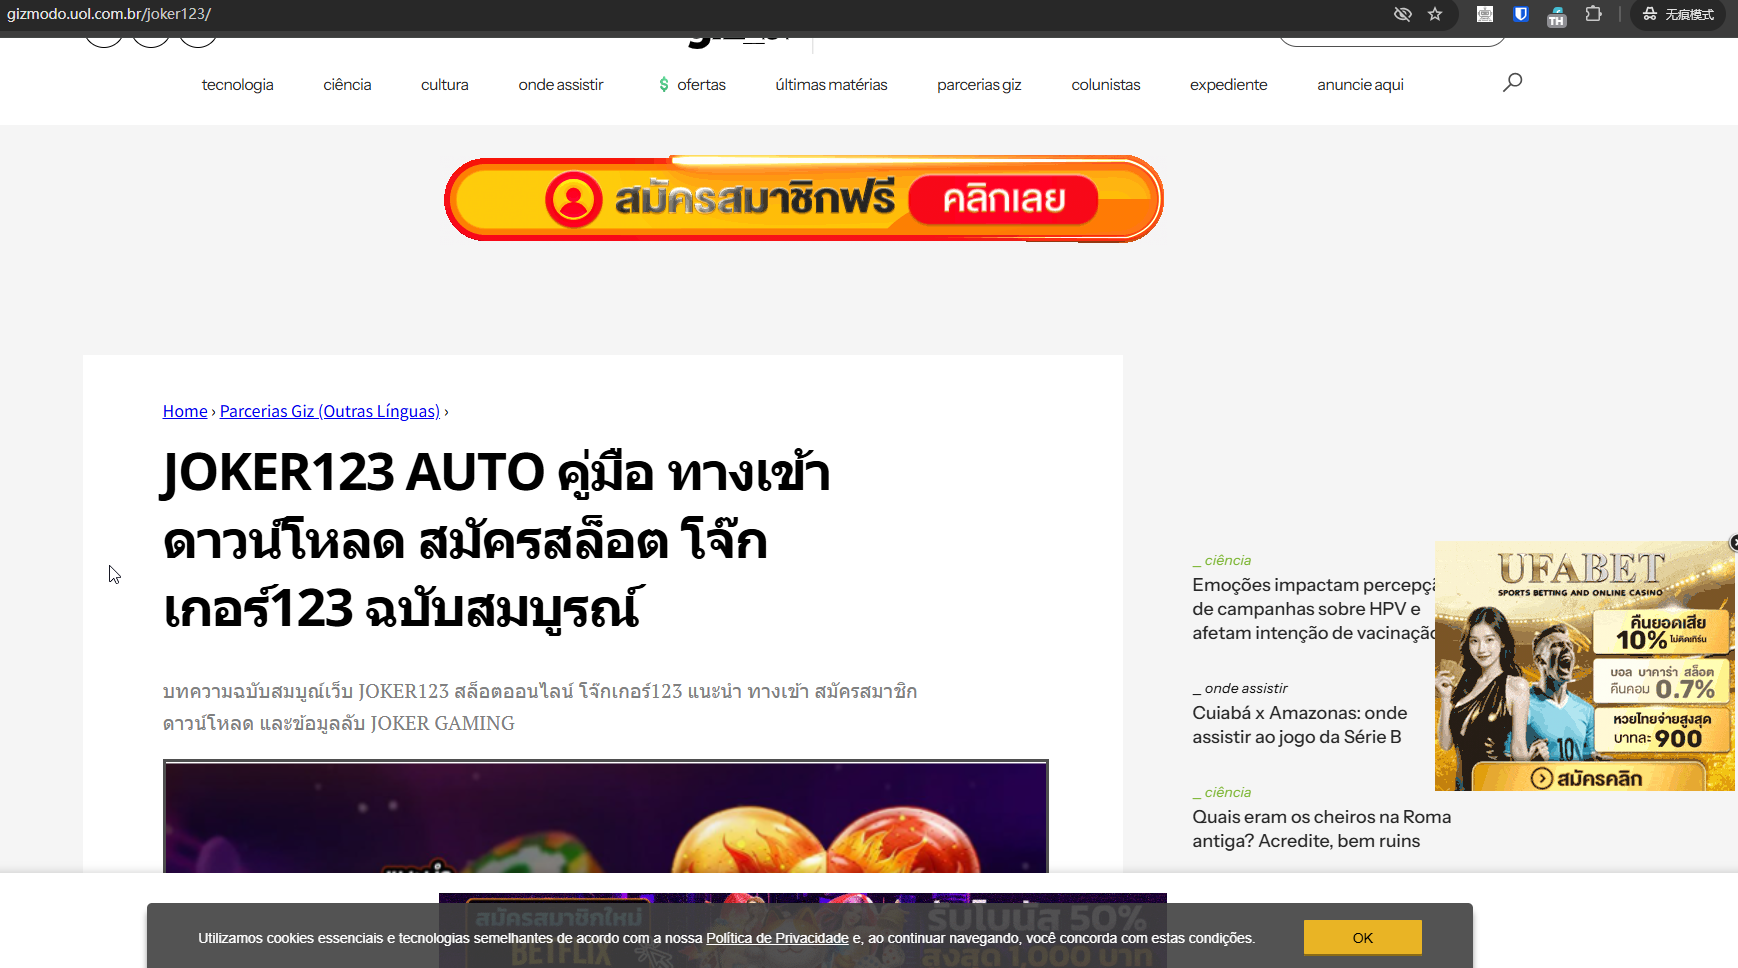 gizmodo.uol.com.br/joker123/
TH
无痕模式
tecnologia ciência cultura onde assistir $ ofertas últimas matérias parcerias giz colunistas expediente anuncie aqui
สมัครสมาชิกฟรี คลิกเลย
Home › Parcerias Giz (Outras Línguas) ›
JOKER123 AUTO คู่มือ ทางเข้า
ดาวน์โหลด สมัครสล็อต โจ๊ก
เกอร์123 ฉบับสมบูรณ์
บทความฉบับสมบูณ์เว็บ JOKER123 สล็อตออนไลน์ โจ๊กเกอร์123 แนะนำ ทางเข้า สมัครสมาชิก
ดาวน์โหลด และข้อมูลลับ JOKER GAMING
_ ciência
Emoções impactam percepçã
de campanhas sobre HPV e
afetam intenção de vacinação
_ onde assistir
Cuiabá x Amazonas: onde
assistir ao jogo da Série B
_ ciência
Quais eram os cheiros na Roma
antiga? Acredite, bem ruins
UFABET
SPORTS BETTING AND ONLINE CASINO
คืนยอดเสีย
10% ไม่ติดเทิร์น
บอล บาคาร่า สล็อต
คืนคอม 0.7%
หวยไทยจ่ายสูงสุด
บาทละ 900
สมัครคลิก
10
สมัครสมาชิกใหม่
BETFLIX
รับโบนัส 50%
สูงสุด 1,000 บาท
Utilizamos cookies essenciais e tecnologias semelhantes de acordo com a nossa Política de Privacidade e, ao continuar navegando, você concorda com estas condições.
OK